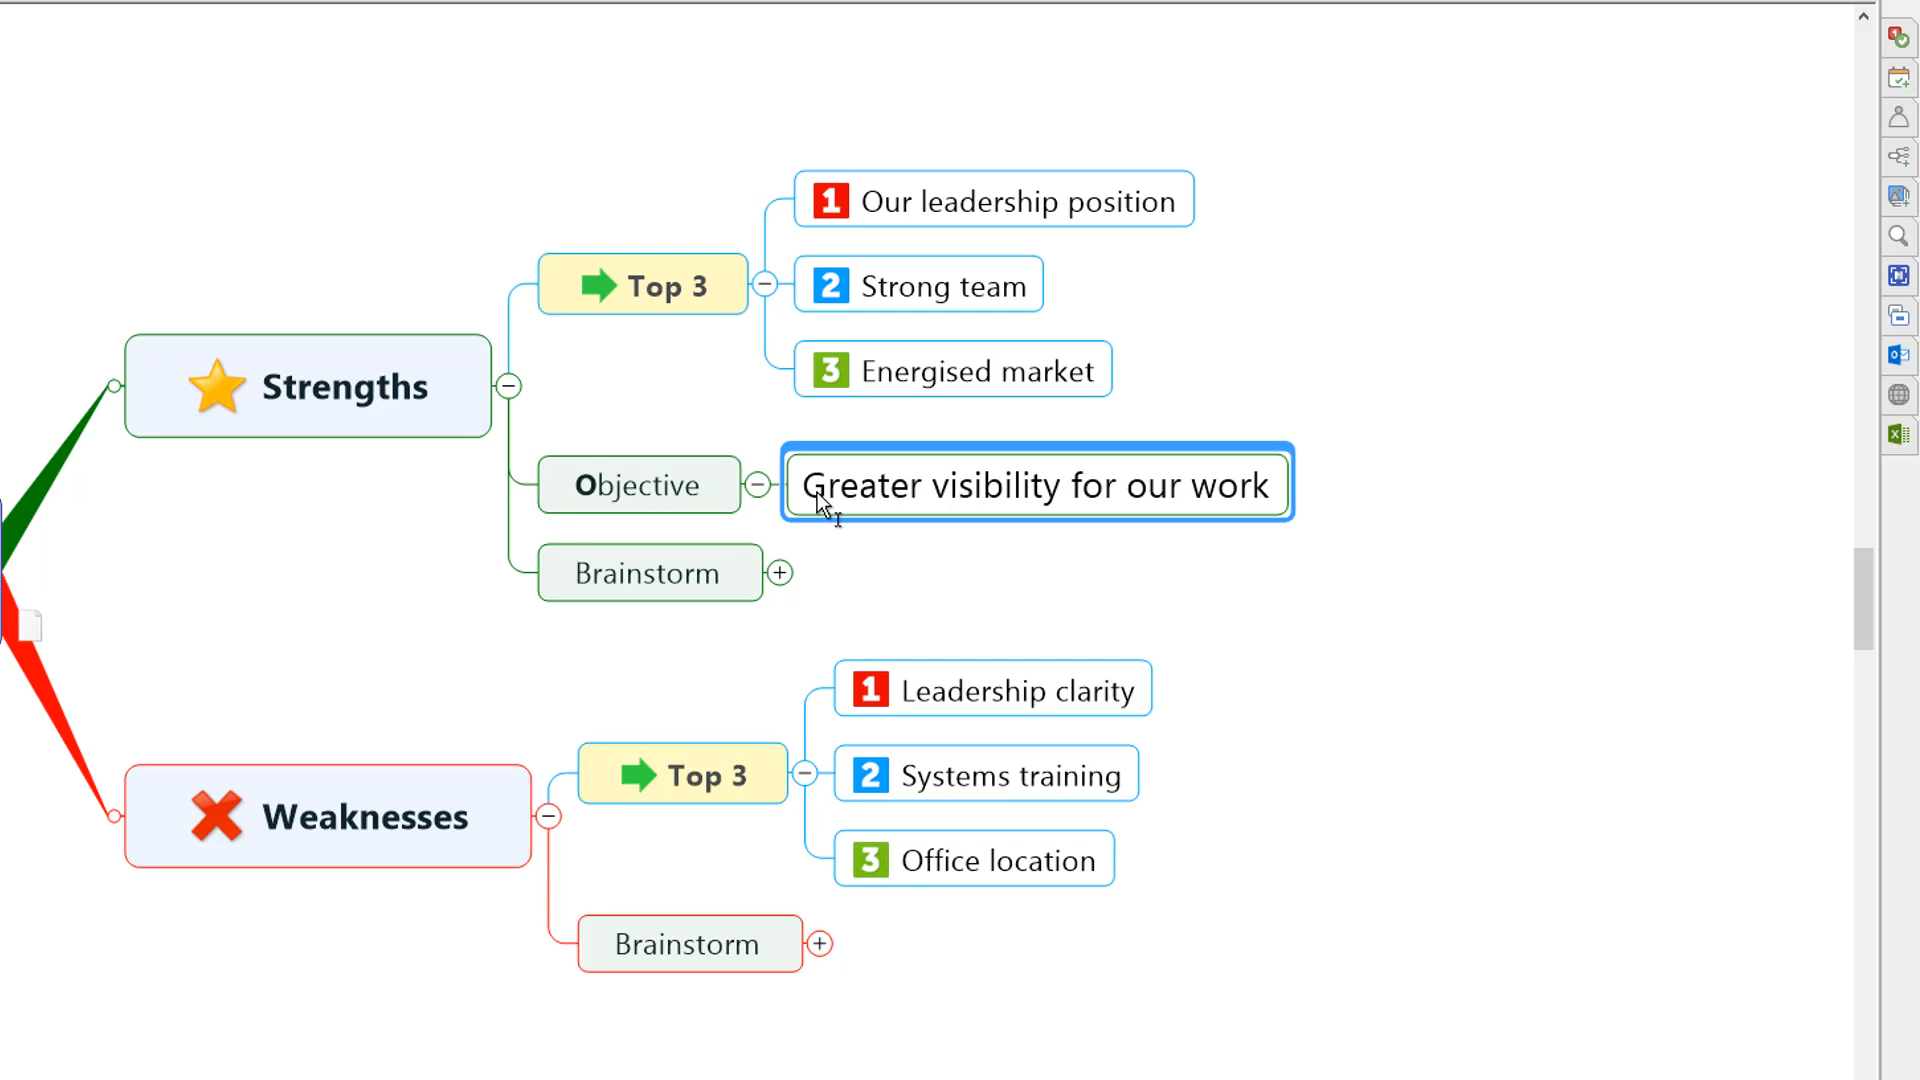 Strengths
Top 3
1 Our leadership position
2 Strong team
3 Energised market
Objective
Greater visibility for our work
Brainstorm
Weaknesses
Top 3
1 Leadership clarity
2 Systems training
3 Office location
Brainstorm